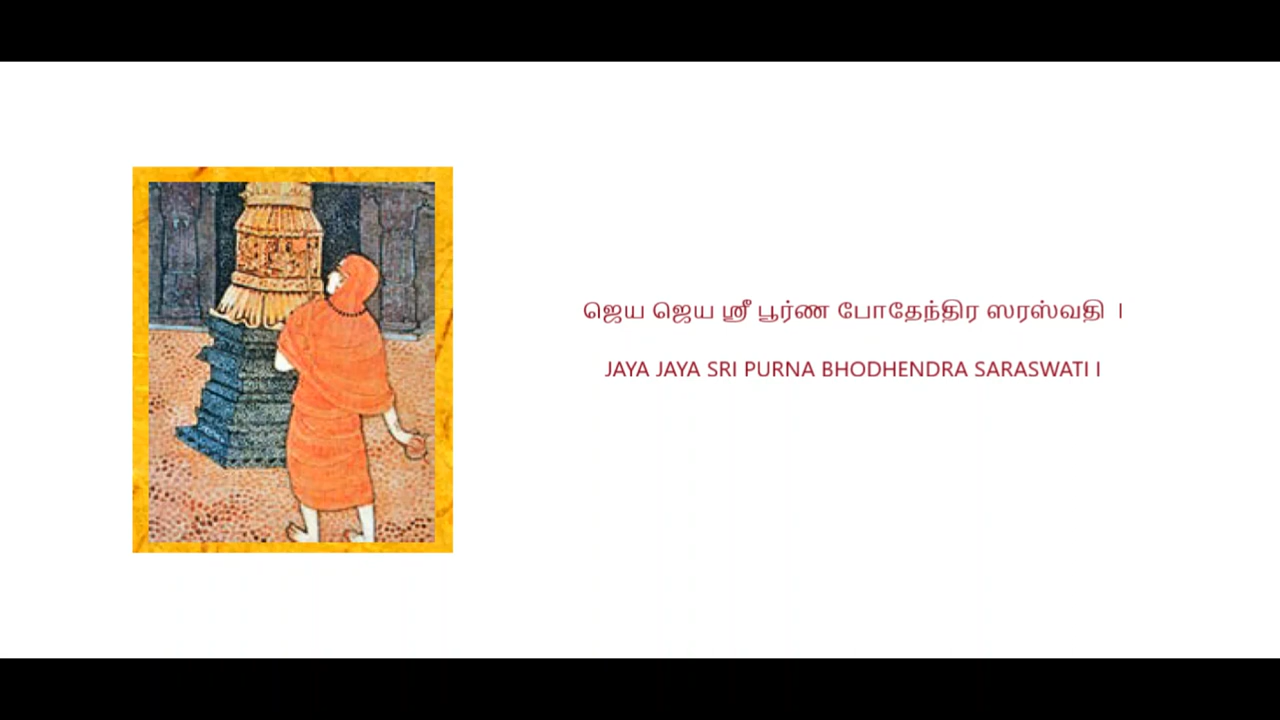 ஜெய ஜெய ஸ்ரீ பூர்ண போதேந்திர ஸரஸ்வதி ।
JAYA JAYA SRI PURNA BHODHENDRA SARASWATI I